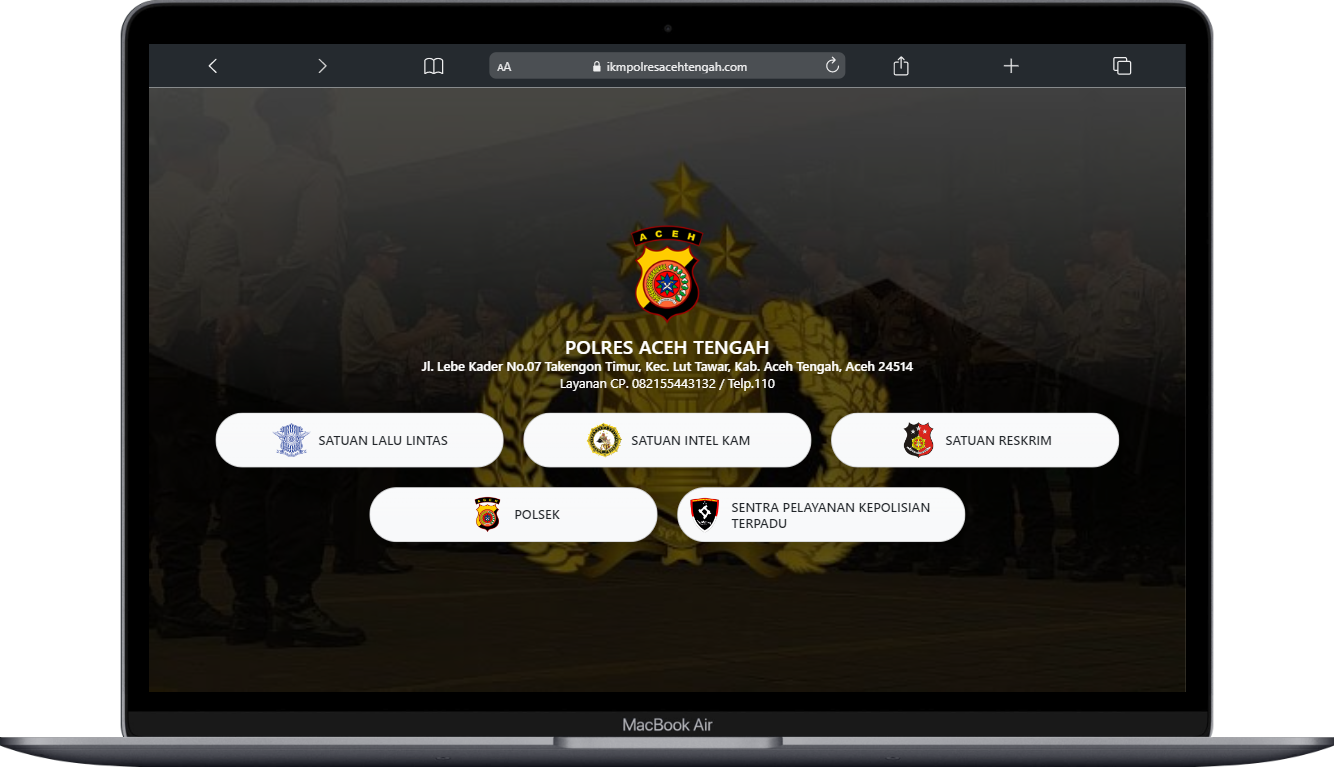 AA
ikmpolresacehtengah.com
ACEH
POLRES ACEH TENGAH
Jl. Lebe Kader No.07 Takengon Timur, Kec. Lut Tawar, Kab. Aceh Tengah, Aceh 24514
Layanan CP. 082155443132 / Telp.110
SATUAN LALU LINTAS
SATUAN INTEL KAM
SATUAN RESKRIM
ACEH
POLSEK
SENTRA PELAYANAN KEPOLISIAN
TERPADU
MacBook Air